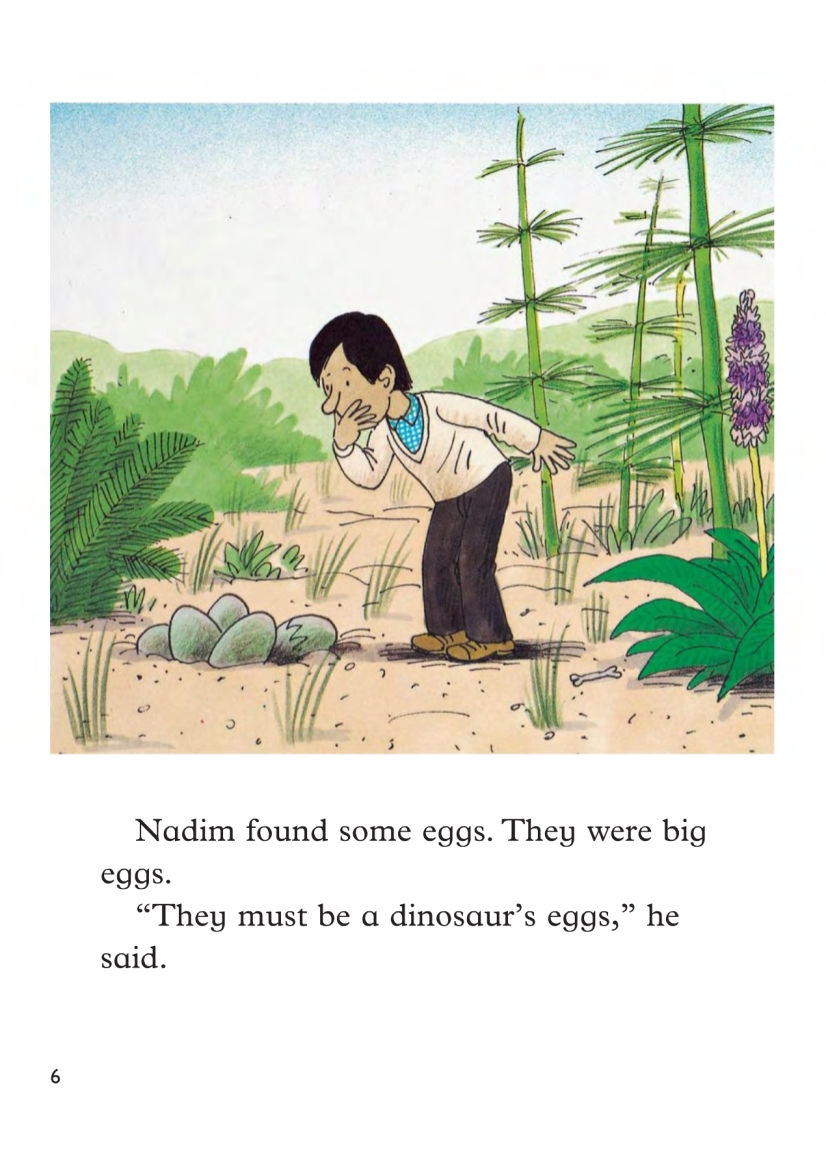 Nadim found some eggs. They were big
eggs.
“They must be a dinosaur’s eggs,” he
said.
6